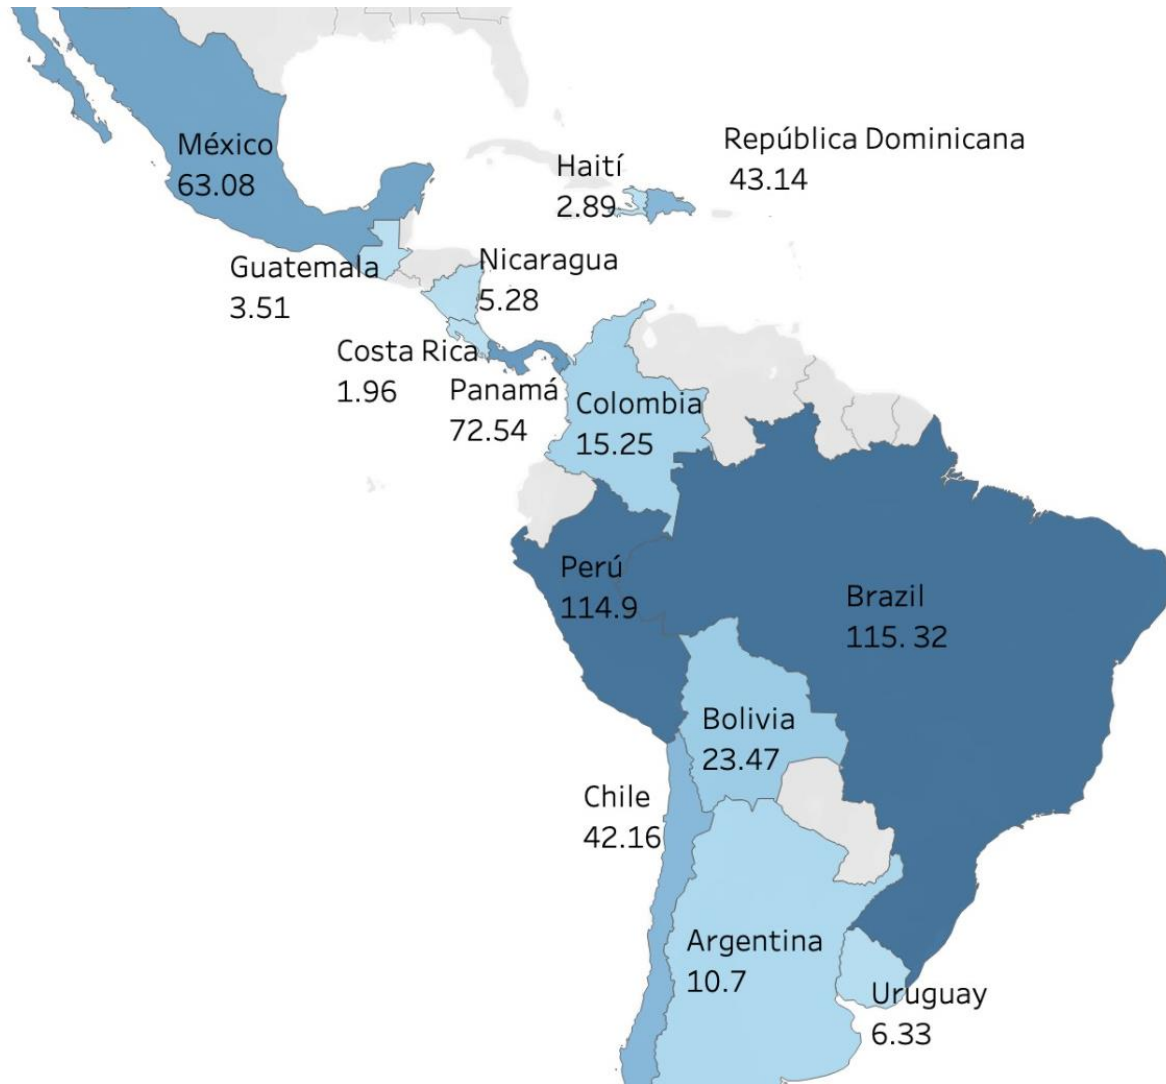 México
63.08
República Dominicana
43.14
Haití
2.89
Guatemala
3.51
Nicaragua
5.28
Costa Rica
1.96
Panamá
72.54
Colombia
15.25
Perú
114.9
Brazil
115. 32
Bolivia
23.47
Chile
42.16
Argentina
10.7
Uruguay
6.33